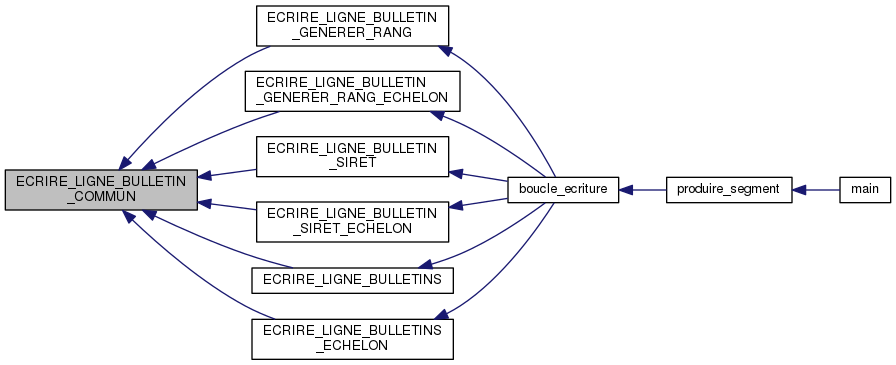 ECRIRE_LIGNE_BULLETIN
_GENERER_RANG
ECRIRE_LIGNE_BULLETIN
_GENERER_RANG_ECHELON
ECRIRE_LIGNE_BULLETIN
_SIRET
ECRIRE_LIGNE_BULLETIN
_COMMUN
boucle_ecriture
produire_segment
main
ECRIRE_LIGNE_BULLETIN
_SIRET_ECHELON
ECRIRE_LIGNE_BULLETINS
ECRIRE_LIGNE_BULLETINS
_ECHELON